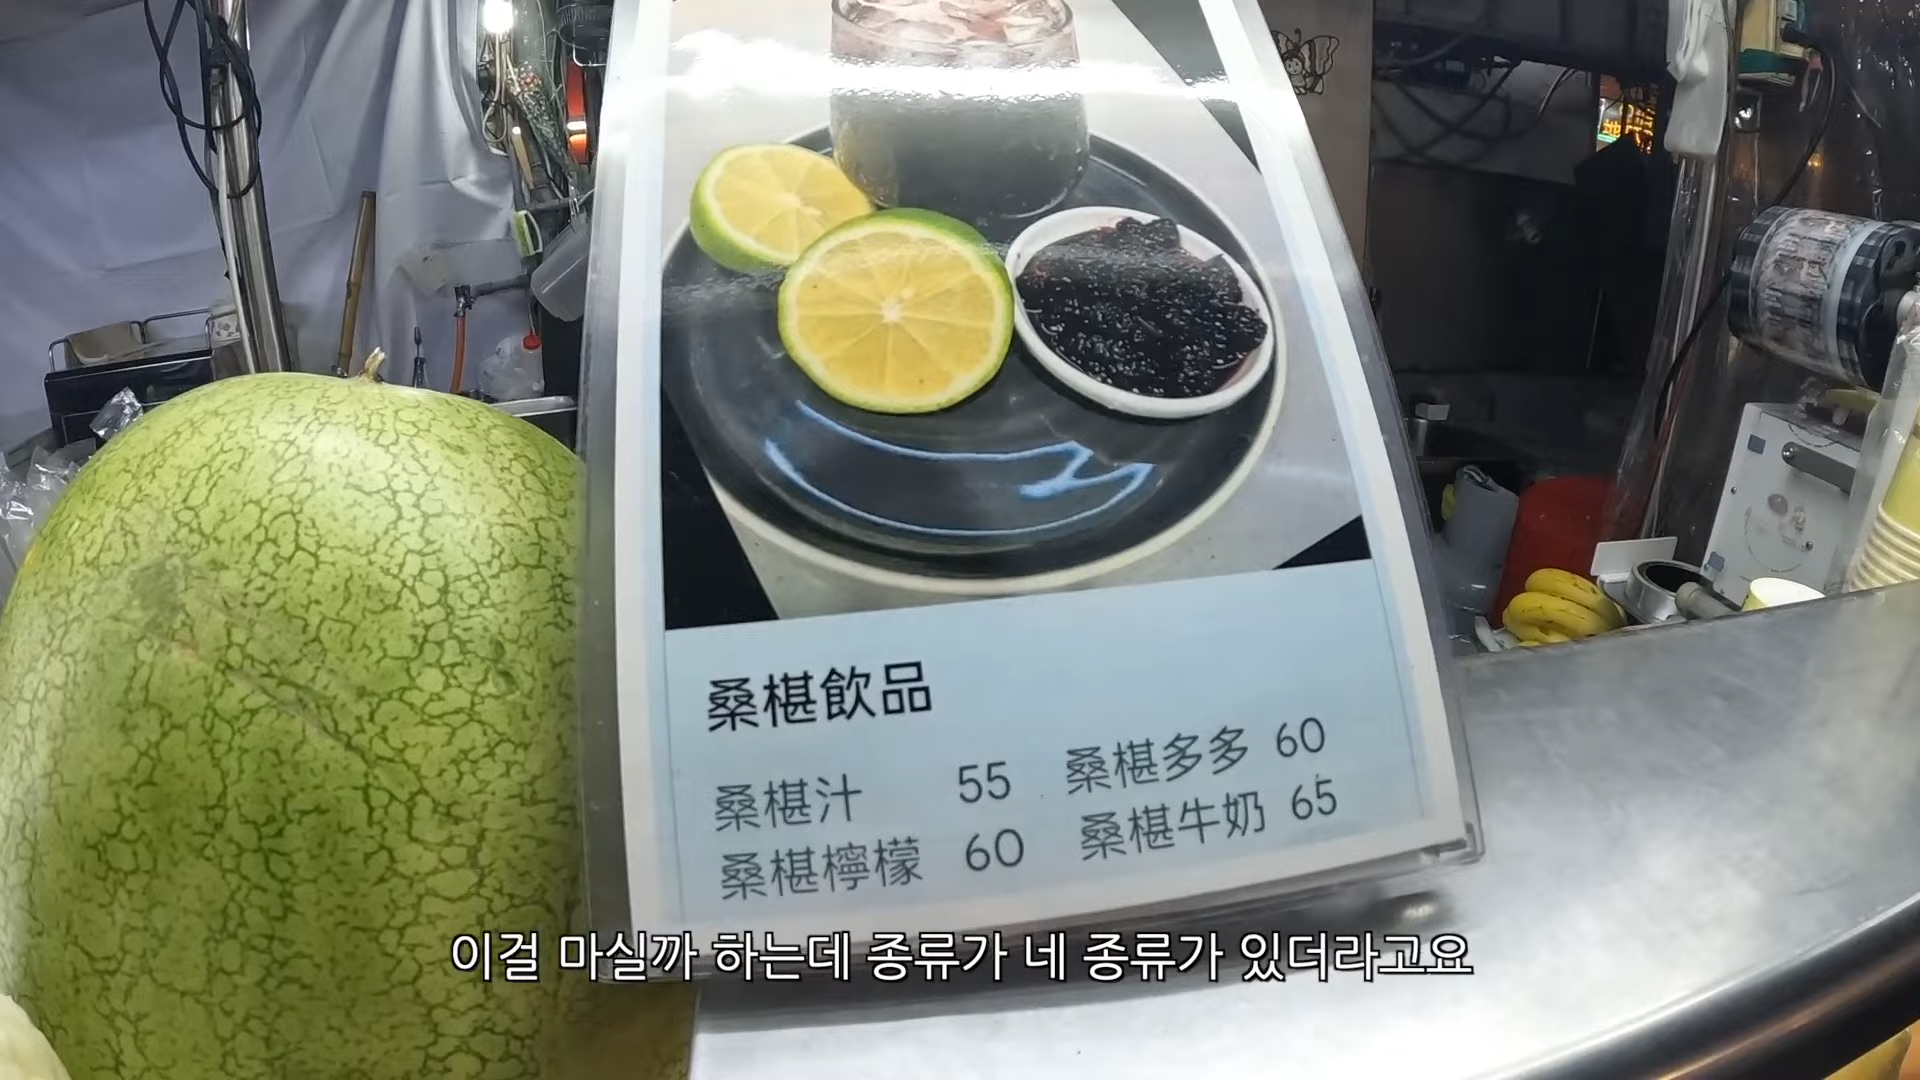 桑椹飲品
桑椹汁 55 桑椹多多 60
桑椹檸檬 60 桑椹牛奶 65
이걸 마실까 하는데 종류가 네 종류가 있더라고요